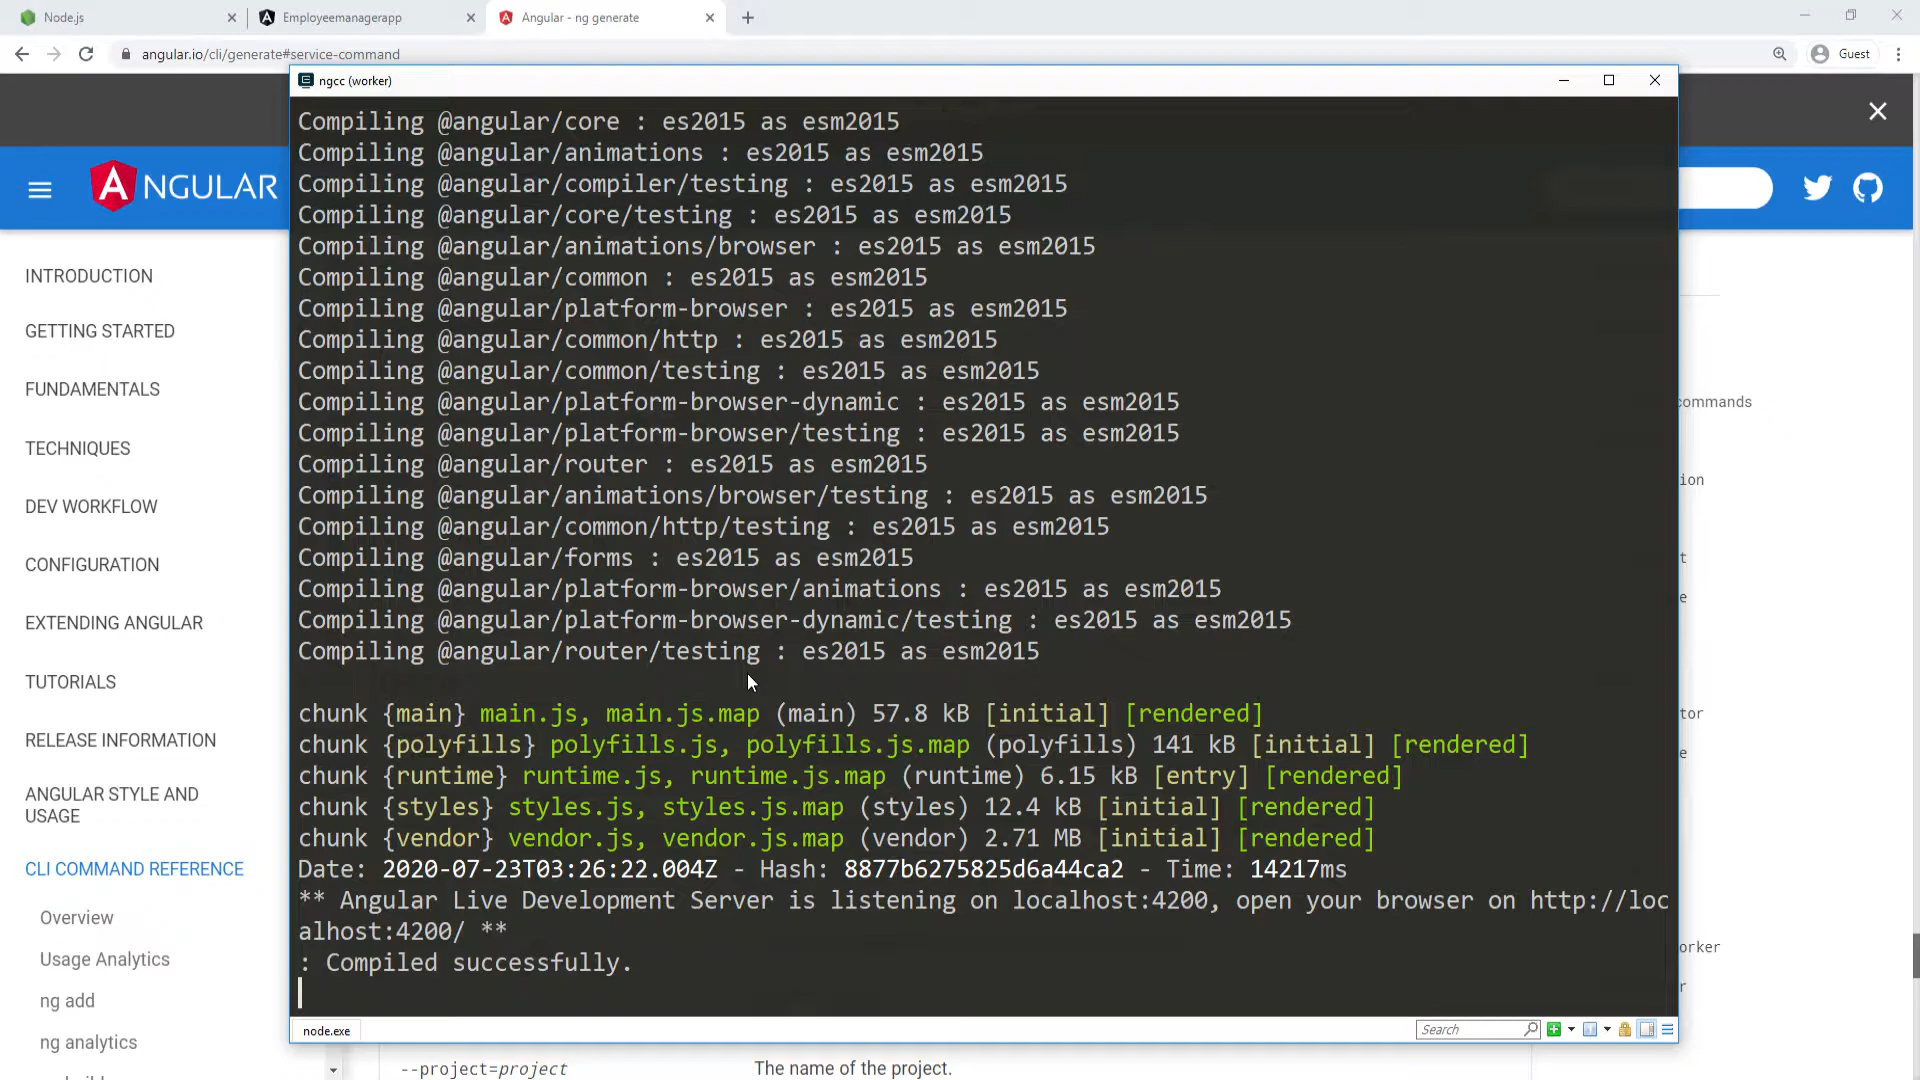 Node.js
Employeemanagerapp
Angular - ng generate
angular.io/cli/generate#service-command
Guest
ngcc (worker)
ANGULAR
INTRODUCTION
GETTING STARTED
FUNDAMENTALS
TECHNIQUES
DEV WORKFLOW
CONFIGURATION
EXTENDING ANGULAR
TUTORIALS
RELEASE INFORMATION
ANGULAR STYLE AND
USAGE
CLI COMMAND REFERENCE
Overview
Usage Analytics
ng add
ng analytics
Compiling @angular/core : es2015 as esm2015
Compiling @angular/animations : es2015 as esm2015
Compiling @angular/compiler/testing : es2015 as esm2015
Compiling @angular/core/testing : es2015 as esm2015
Compiling @angular/animations/browser : es2015 as esm2015
Compiling @angular/common : es2015 as esm2015
Compiling @angular/platform-browser : es2015 as esm2015
Compiling @angular/common/http : es2015 as esm2015
Compiling @angular/common/testing : es2015 as esm2015
Compiling @angular/platform-browser-dynamic : es2015 as esm2015
Compiling @angular/platform-browser/testing : es2015 as esm2015
Compiling @angular/router : es2015 as esm2015
Compiling @angular/animations/browser/testing : es2015 as esm2015
Compiling @angular/common/http/testing : es2015 as esm2015
Compiling @angular/forms : es2015 as esm2015
Compiling @angular/platform-browser/animations : es2015 as esm2015
Compiling @angular/platform-browser-dynamic/testing : es2015 as esm2015
Compiling @angular/router/testing : es2015 as esm2015
chunk {main} main.js, main.js.map (main) 57.8 kB [initial] [rendered]
chunk {polyfills} polyfills.js, polyfills.js.map (polyfills) 141 kB [initial] [rendered]
chunk {runtime} runtime.js, runtime.js.map (runtime) 6.15 kB [entry] [rendered]
chunk {styles} styles.js, styles.js.map (styles) 12.4 kB [initial] [rendered]
chunk {vendor} vendor.js, vendor.js.map (vendor) 2.71 MB [initial] [rendered]
Date: 2020-07-23T03:26:22.004Z - Hash: 8877b6275825d6a44ca2 - Time: 14217ms
** Angular Live Development Server is listening on localhost:4200, open your browser on http://loc
alhost:4200/ **
: Compiled successfully.
node.exe
Search
ommands
ion
t
e
tor
e
orker
r
--project=project
The name of the project.